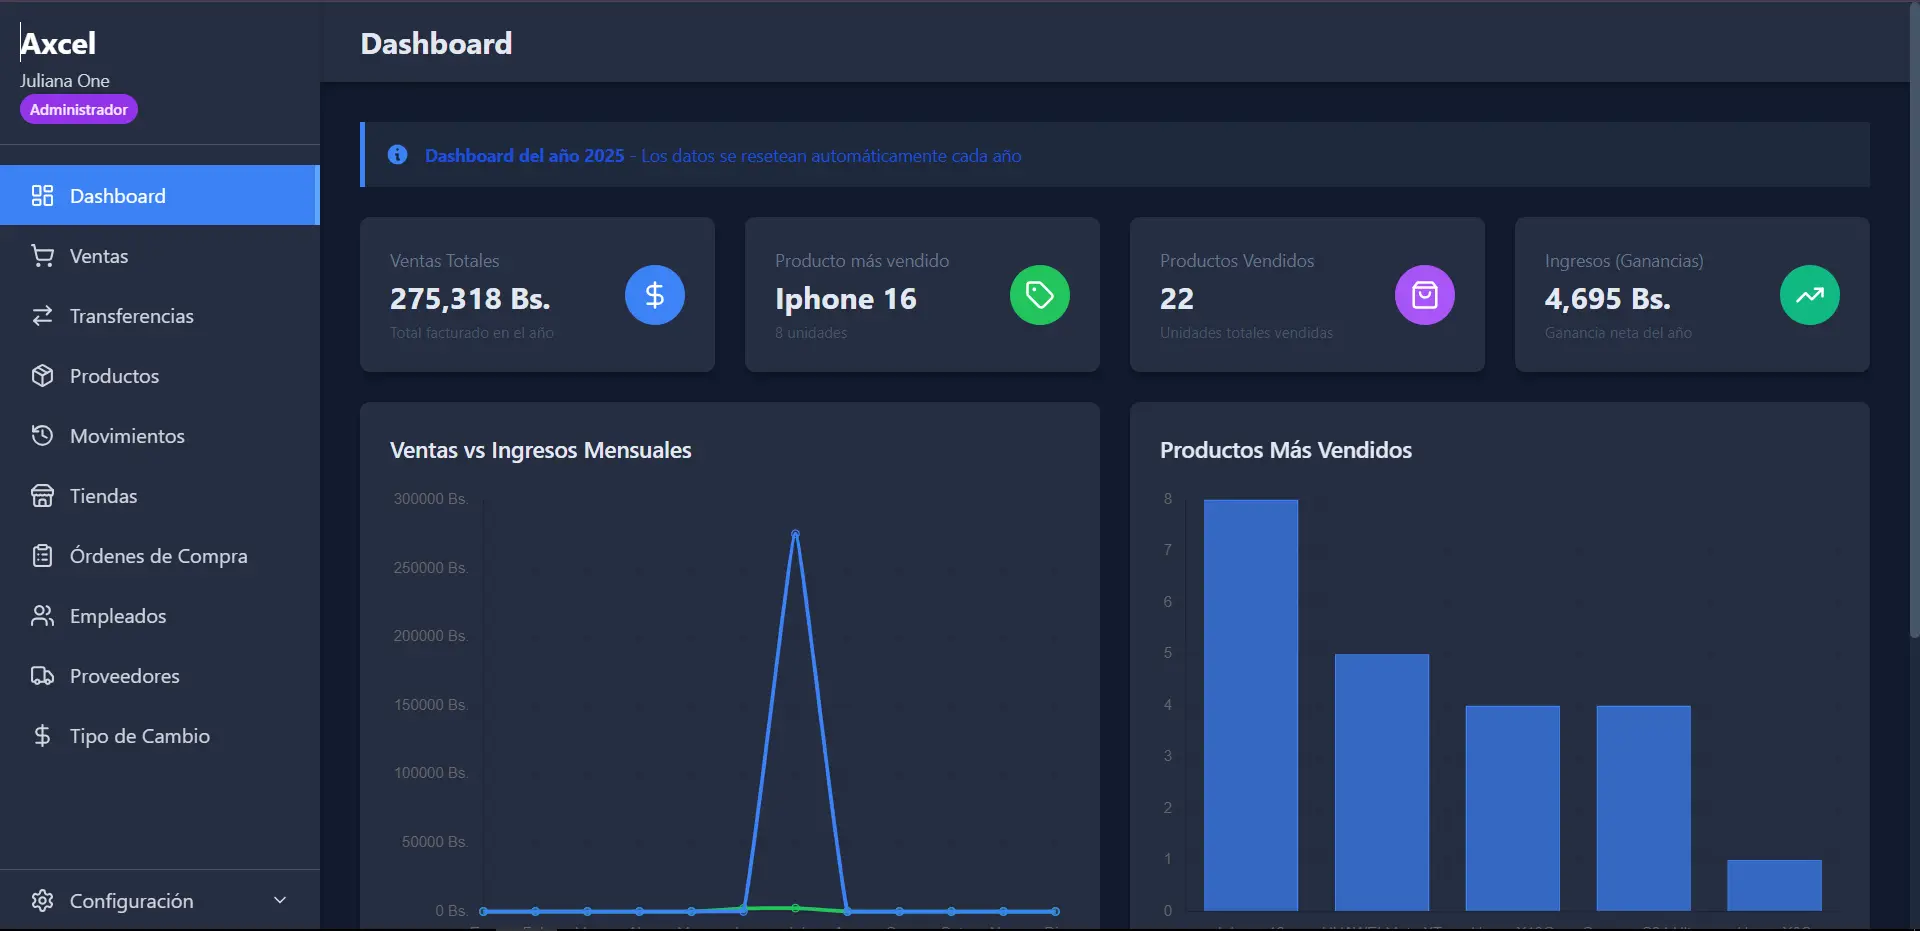 Axcel
Juliana One
Administrador
Dashboard
Ventas
Transferencias
Productos
Movimientos
Tiendas
Órdenes de Compra
Empleados
Proveedores
Tipo de Cambio
Configuración
Dashboard
Dashboard del año 2025 - Los datos se resetean automáticamente cada año
Ventas Totales
275,318 Bs.
Total facturado en el año
Producto más vendido
Iphone 16
8 unidades
Productos Vendidos
22
Unidades totales vendidas
Ingresos (Ganancias)
4,695 Bs.
Ganancia neta del año
Ventas vs Ingresos Mensuales
300000 Bs.
250000 Bs.
200000 Bs.
150000 Bs.
100000 Bs.
50000 Bs.
0 Bs.
Productos Más Vendidos
8
7
6
5
4
3
2
1
0